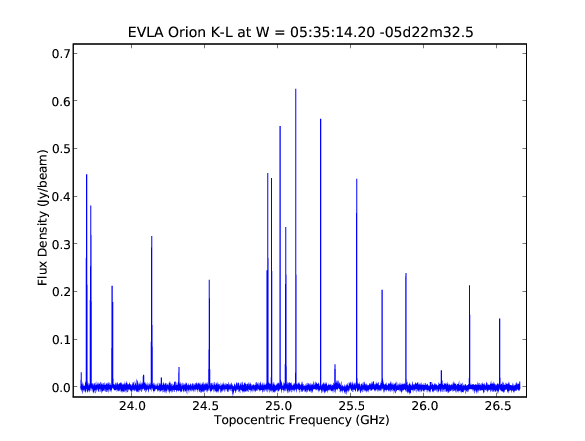 EVLA Orion K-L at W = 05:35:14.20 -05d22m32.5
Flux Density (Jy/beam)
0.7
0.6
0.5
0.4
0.3
0.2
0.1
0.0
24.0 24.5 25.0 25.5 26.0 26.5
Topocentric Frequency (GHz)